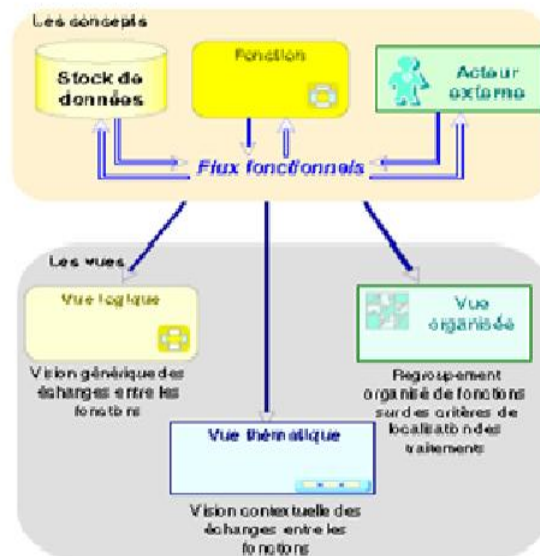 Les concepts
Stock de
données
Fonction
Acteur
externe
Flux fonctionnels
Les vues
Vue logique
Vision générique des
échanges entre les
fonctions
Vue
organisée
Regroupement
organisé de fonctions
sur des critères de
localisation des
traitements
Vue thématique
Vision contextuelle des
échanges entre les
fonctions